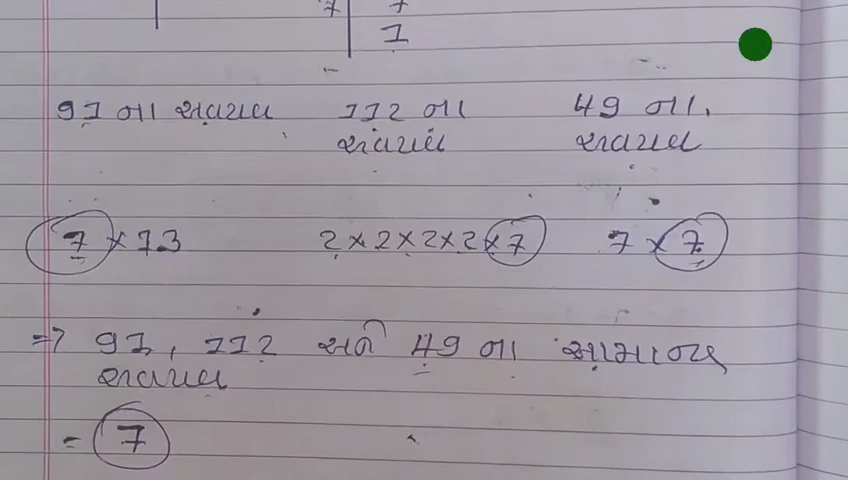 7 7
1
91 ના અવયવ 112 ના 49 ના.
અવયવ અવયવ
7 × 13 2 × 2 × 2 × 2 × 7 7 × 7
⇒ 91, 112 અને 49 ના સામાન્ય
અવયવ
= 7